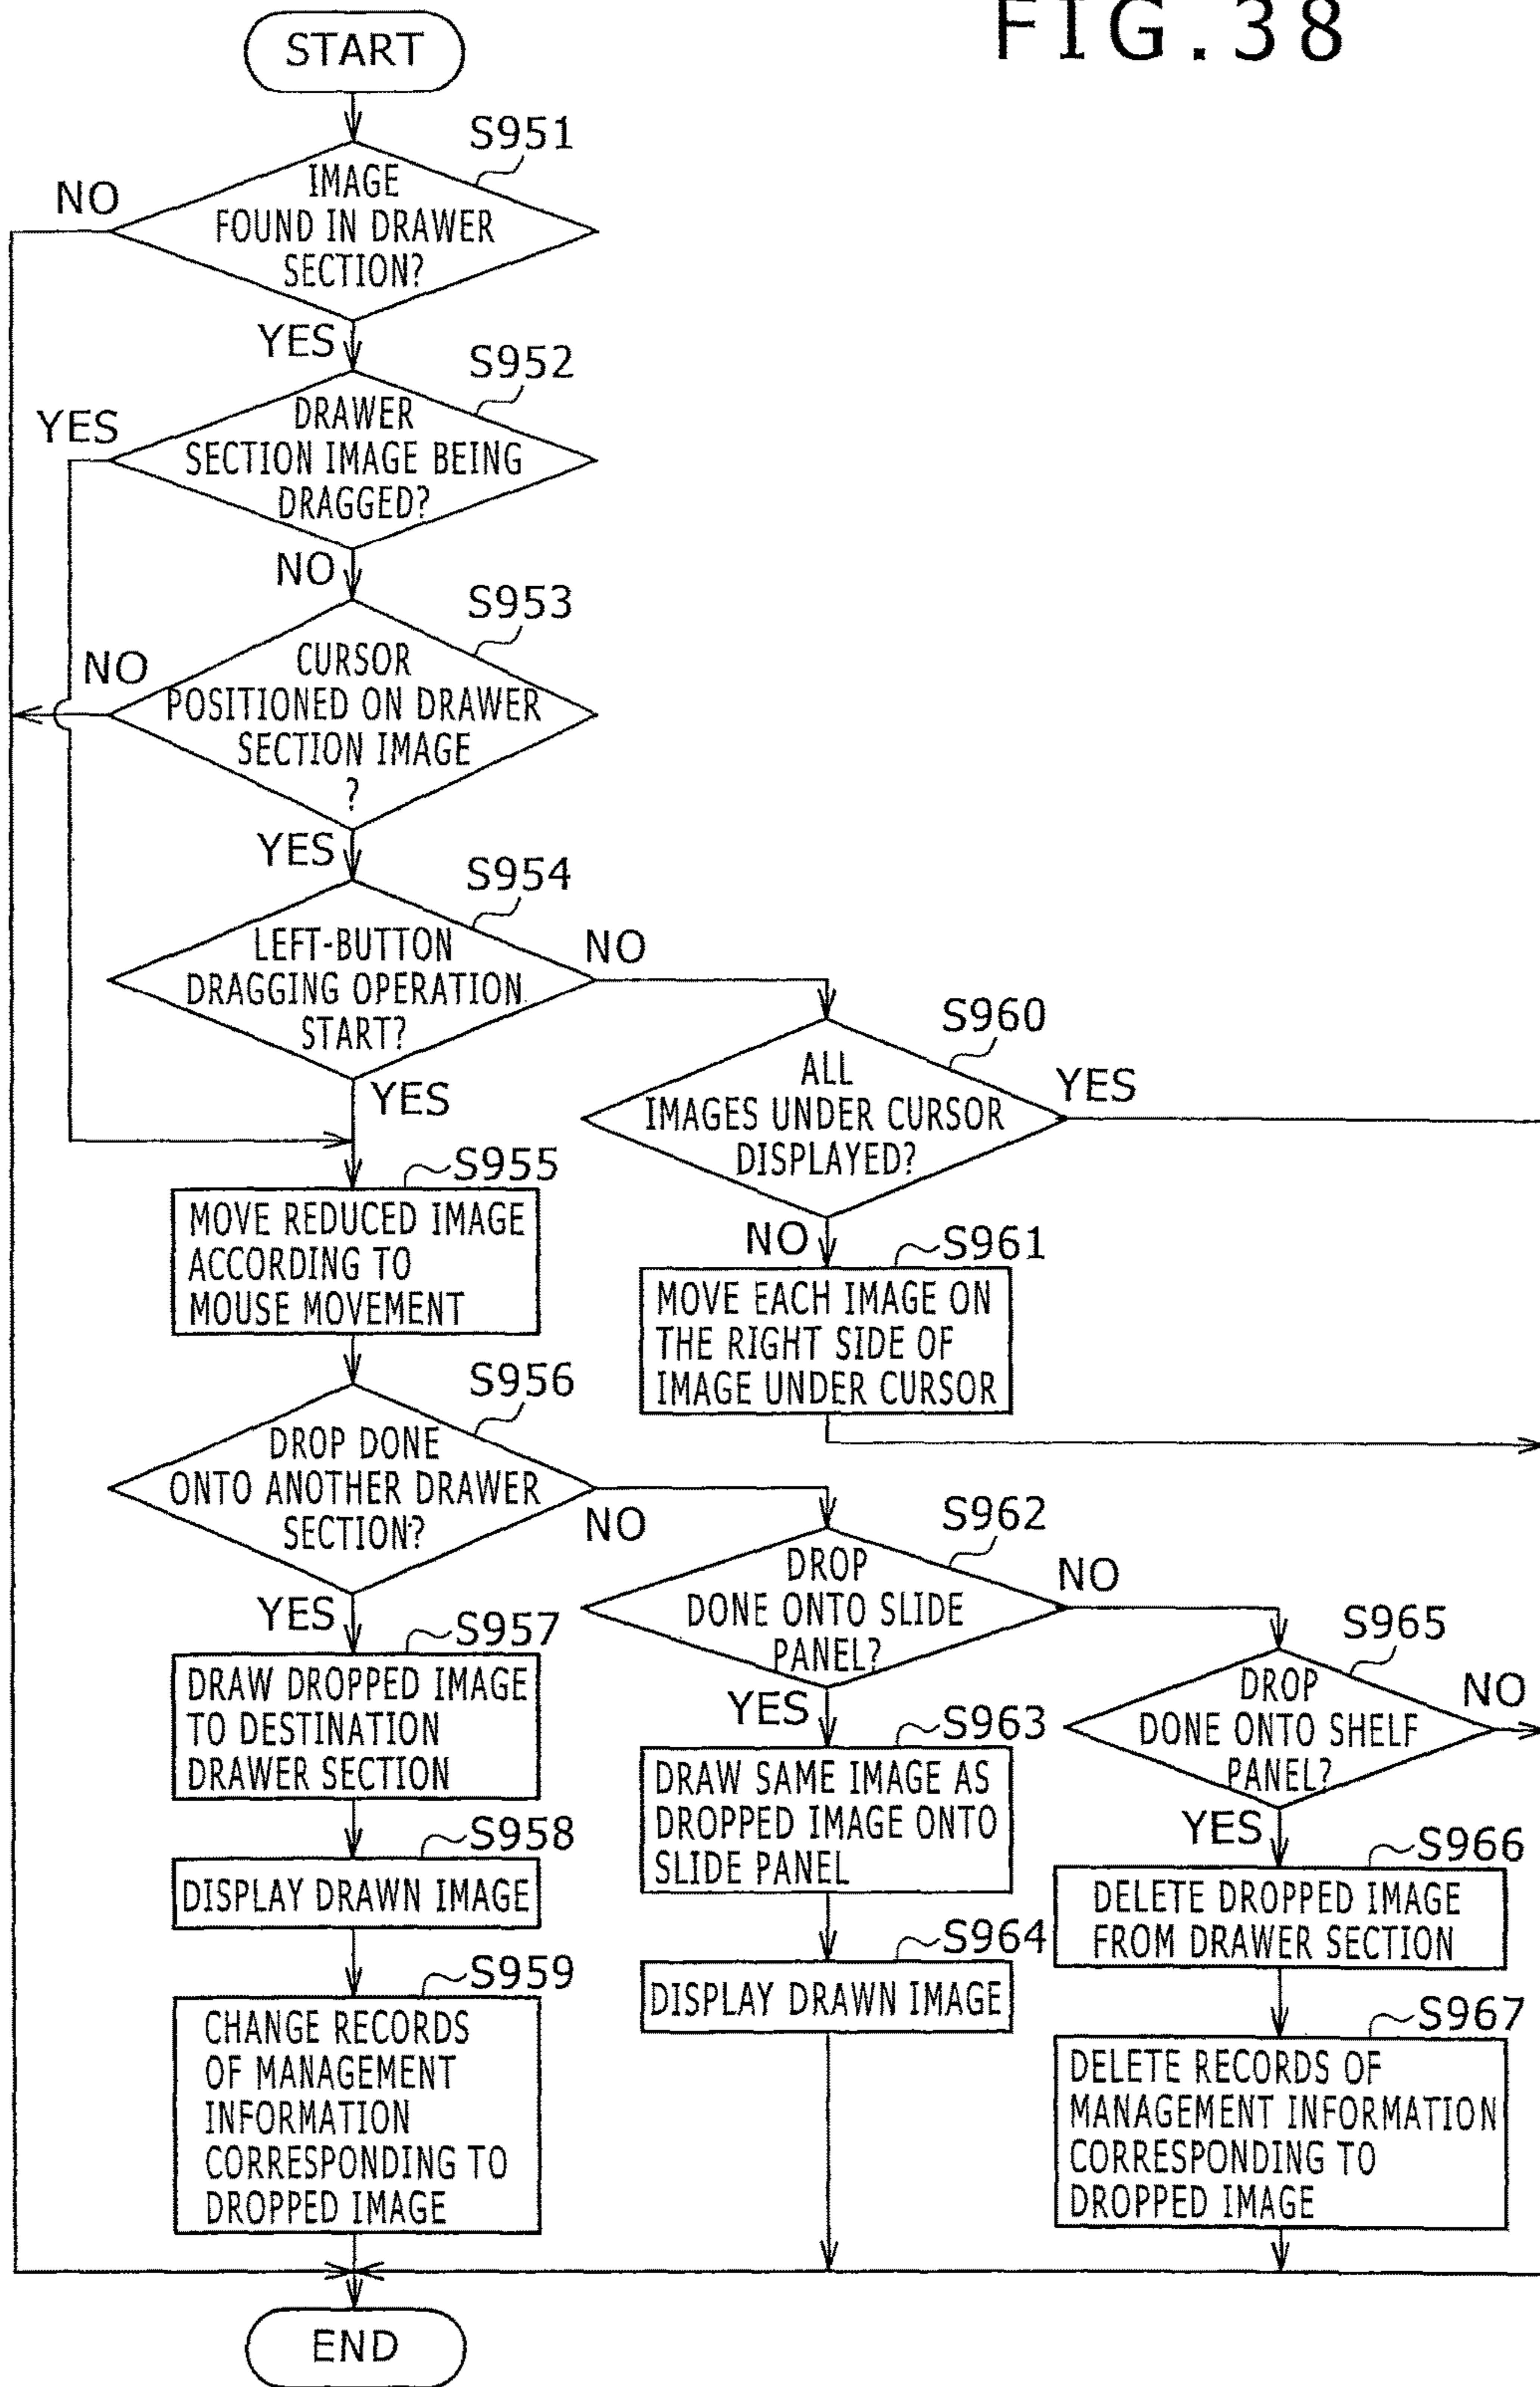 FIG.38
START
S951
IMAGE
FOUND IN DRAWER
SECTION?
NO
YES
S952
DRAWER
SECTION IMAGE BEING
DRAGGED?
YES
NO
S953
CURSOR
POSITIONED ON DRAWER
SECTION IMAGE
?
NO
YES
S954
LEFT-BUTTON
DRAGGING OPERATION
START?
NO
YES
S960
ALL
IMAGES UNDER CURSOR
DISPLAYED?
YES
NO
S955
MOVE REDUCED IMAGE
ACCORDING TO
MOUSE MOVEMENT
S961
MOVE EACH IMAGE ON
THE RIGHT SIDE OF
IMAGE UNDER CURSOR
S956
DROP DONE
ONTO ANOTHER DRAWER
SECTION?
NO
YES
S962
DROP
DONE ONTO SLIDE
PANEL?
NO
YES
S965
DROP
DONE ONTO SHELF
PANEL?
NO
YES
S957
DRAW DROPPED IMAGE
TO DESTINATION
DRAWER SECTION
S958
DISPLAY DRAWN IMAGE
S959
CHANGE RECORDS
OF MANAGEMENT
INFORMATION
CORRESPONDING TO
DROPPED IMAGE
S963
DRAW SAME IMAGE AS
DROPPED IMAGE ONTO
SLIDE PANEL
S964
DISPLAY DRAWN IMAGE
S966
DELETE DROPPED IMAGE
FROM DRAWER SECTION
S967
DELETE RECORDS OF
MANAGEMENT INFORMATION
CORRESPONDING TO
DROPPED IMAGE
END